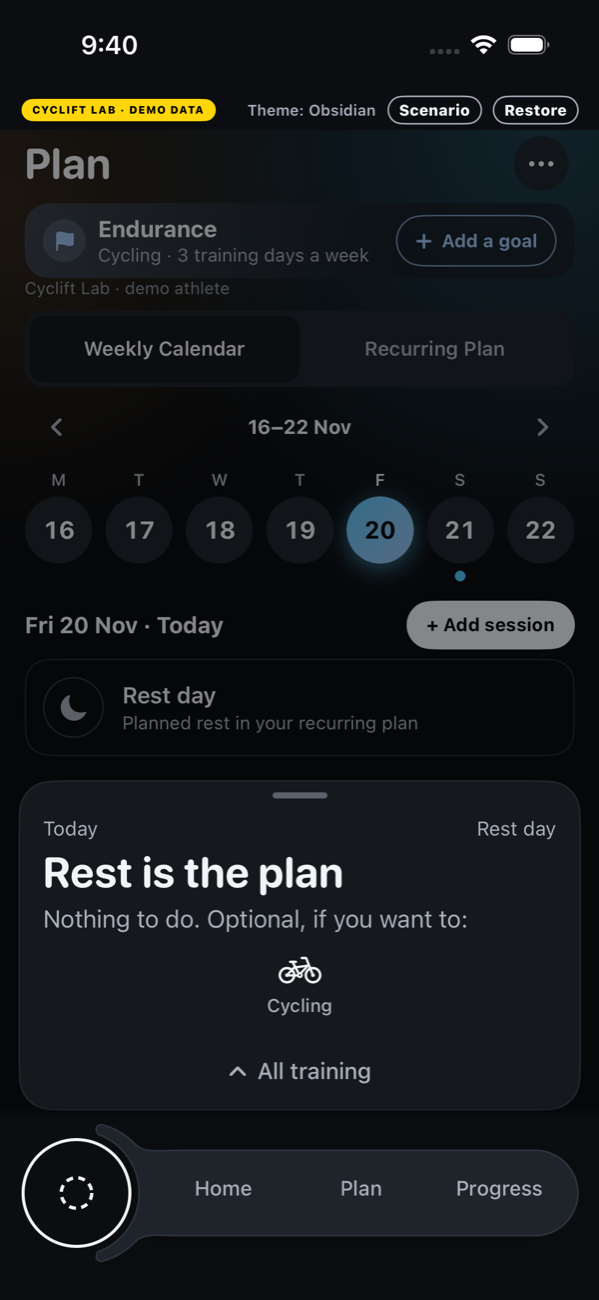 9:40
CYCLIFT LAB · DEMO DATA
Theme: Obsidian
Scenario
Restore
Plan
Endurance
Cycling · 3 training days a week
+ Add a goal
Cyclift Lab · demo athlete
Weekly Calendar
Recurring Plan
16–22 Nov
M T W T F S S
16 17 18 19 20 21 22
Fri 20 Nov · Today
+ Add session
Rest day
Planned rest in your recurring plan
Today
Rest day
Rest is the plan
Nothing to do. Optional, if you want to:
Cycling
All training
Home
Plan
Progress